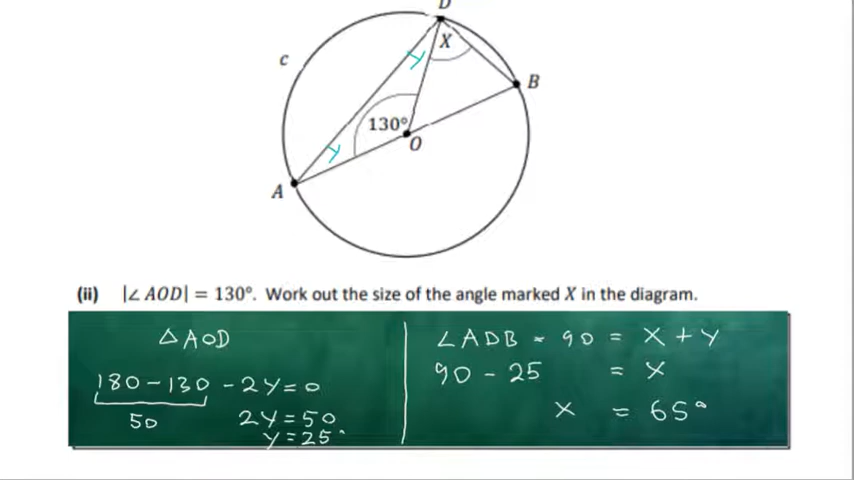 D
c
X
Y
B
130°
O
Y
A
(ii) |∠AOD| = 130°. Work out the size of the angle marked X in the diagram.
△AOD
180 - 130 - 2Y = 0
50
2Y = 50
Y = 25°
∠ADB = 90 = X + Y
90 - 25 = X
X = 65°